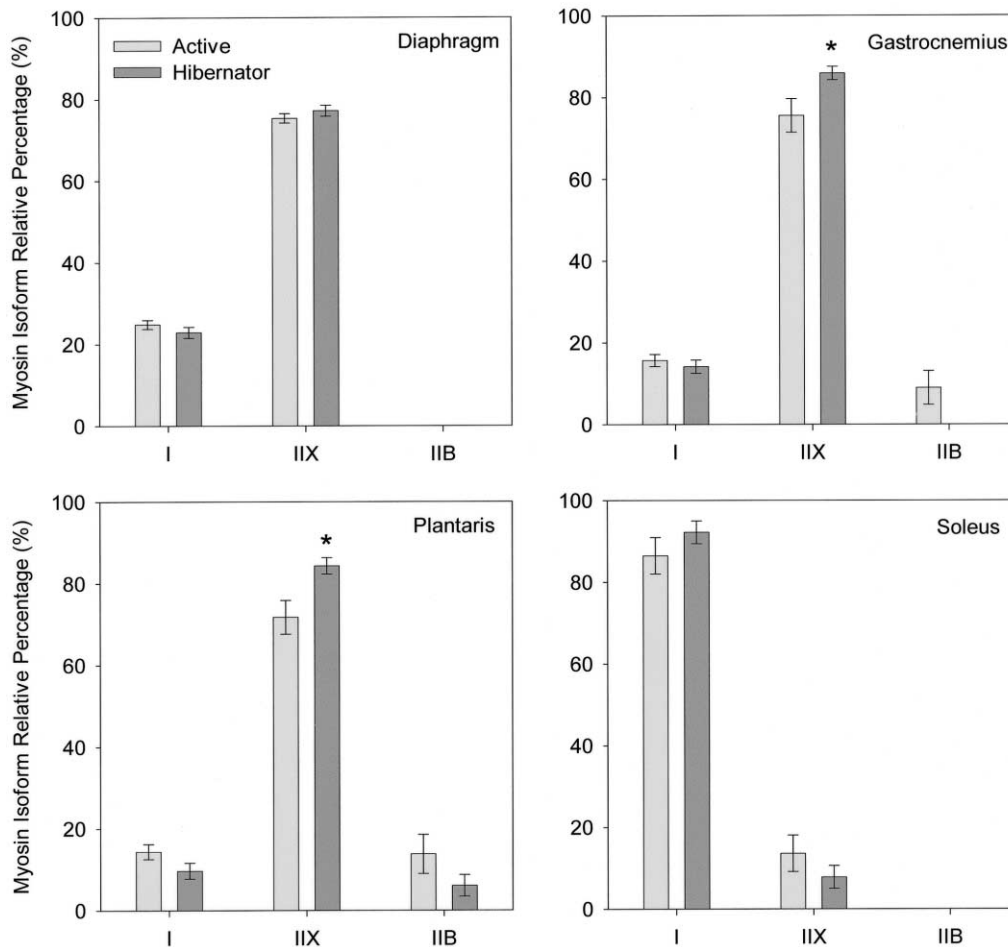 Myosin Isoform Relative Percentage (%)
100
80
60
40
20
0
Active
Hibernator
Diaphragm
I
IIX
IIB
100
80
60
40
20
0
Gastrocnemius
*
I
IIX
IIB
Myosin Isoform Relative Percentage (%)
100
80
60
40
20
0
Plantaris
*
I
IIX
IIB
100
80
60
40
20
0
Soleus
I
IIX
IIB